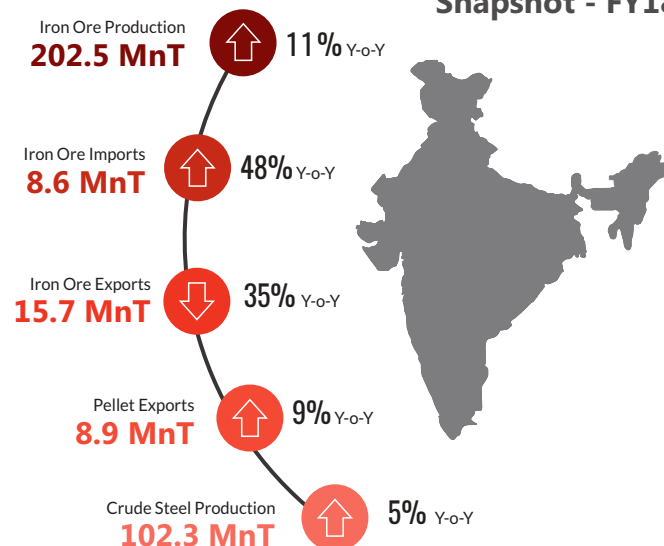 Snapshot - FY18
Iron Ore Production
202.5 MnT
11% Y-o-Y
Iron Ore Imports
8.6 MnT
48% Y-o-Y
Iron Ore Exports
15.7 MnT
35% Y-o-Y
Pellet Exports
8.9 MnT
9% Y-o-Y
Crude Steel Production
102.3 MnT
5% Y-o-Y